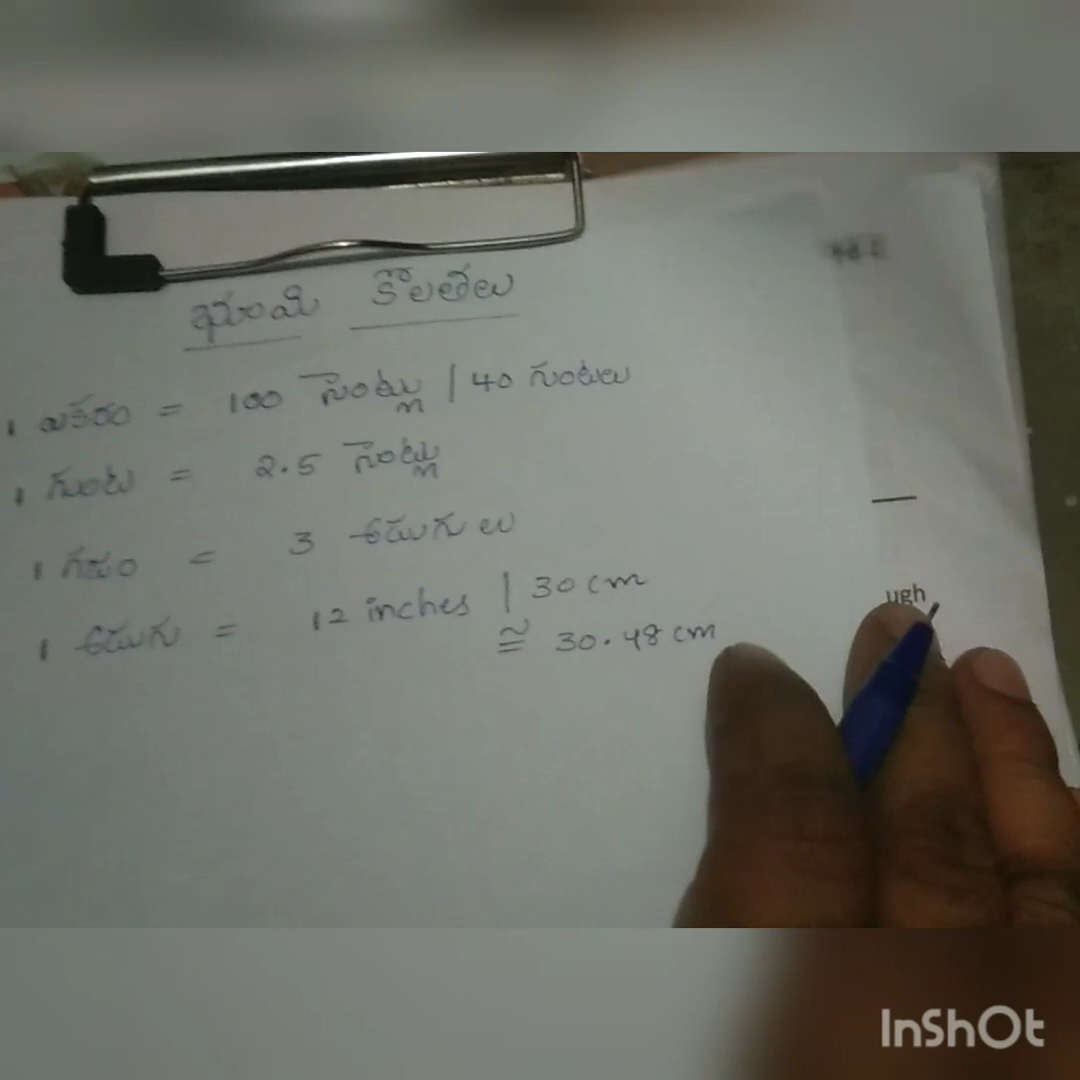 భూమి కొలతలు
1 ఎకరం = 100 సెంట్లు | 40 గుంటలు
1 గుంట = 2.5 సెంట్లు
1 గజం = 3 అడుగులు
1 అడుగు = 12 inches | 30 cm
≅ 30.48 cm
ugh
InShOt